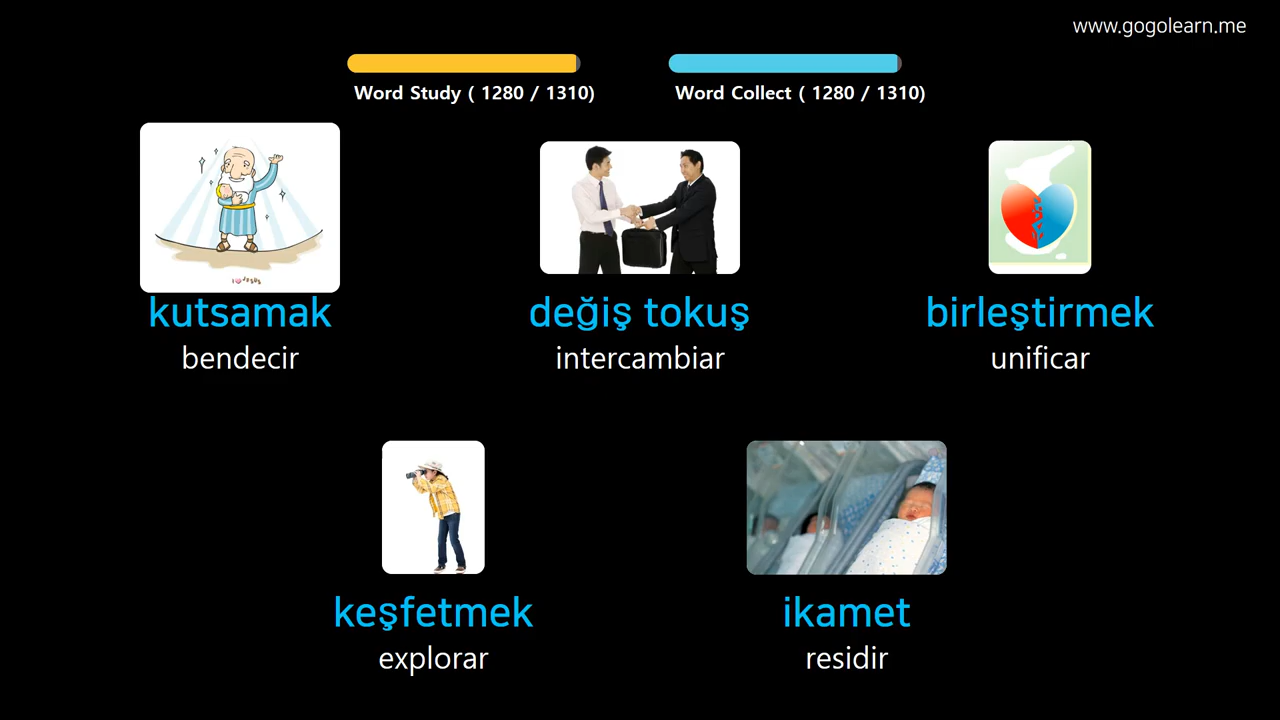 www.gogolearn.me
Word Study ( 1280 / 1310)
Word Collect ( 1280 / 1310)
I JESUS
kutsamak
bendecir
değiş tokuş
intercambiar
birleştirmek
unificar
keşfetmek
explorar
ikamet
residir